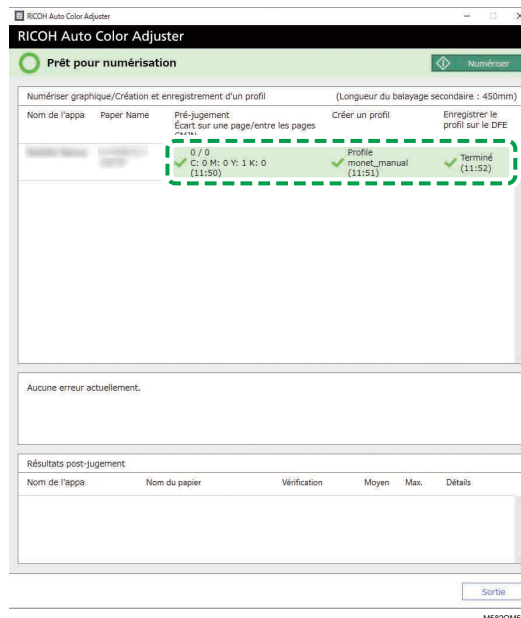 RICOH Auto Color Adjuster
RICOH Auto Color Adjuster
Prêt pour numérisation
Numériser
Numériser graphique/Création et enregistrement d'un profil (Longueur du balayage secondaire : 450mm)
Nom de l'appa Paper Name Pré-jugement Créer un profil Enregistrer le
Écart sur une page/entre les pages profil sur le DFE
CMJN
0 / 0 Profile Terminé
C: 0 M: 0 Y: 1 K: 0 monet_manual (11:52)
(11:50) (11:51)
Aucune erreur actuellement.
Résultats post-jugement
Nom de l'appa Nom du papier Vérification Moyen Max. Détails
Sortie